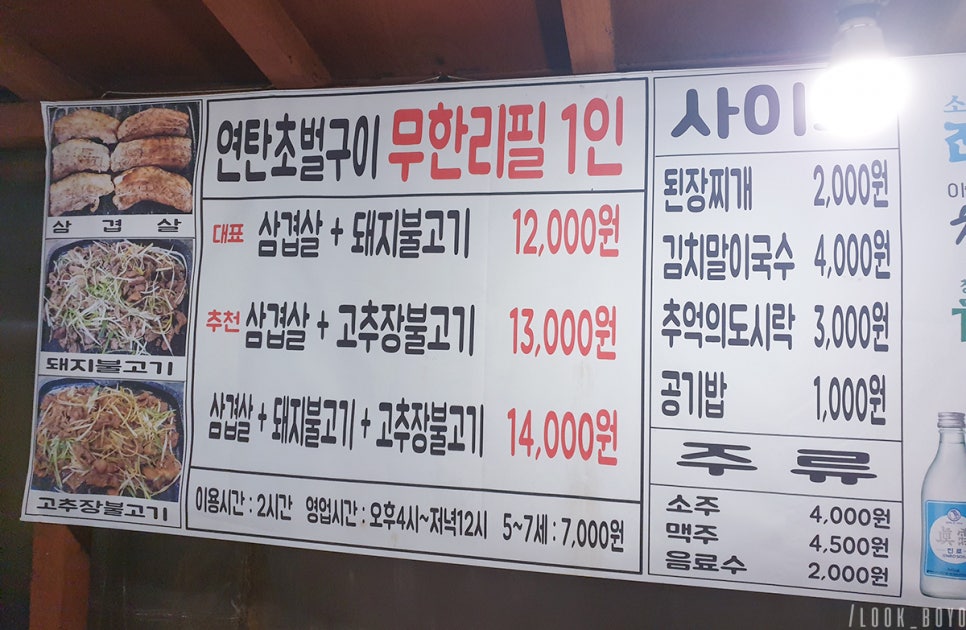 삼겹살
돼지불고기
고추장불고기
연탄초벌구이 무한리필 1인
대표 삼겹살 + 돼지불고기 12,000원
추천 삼겹살 + 고추장불고기 13,000원
삼겹살 + 돼지불고기 + 고추장불고기 14,000원
이용시간 : 2시간 영업시간 : 오후4시~저녁12시 5~7세 : 7,000원
사이
된장찌개 2,000원
김치말이국수 4,000원
추억의도시락 3,000원
공기밥 1,000원
주류
소주 4,000원
맥주 4,500원
음료수 2,000원
진로
/LOOK_BOYO